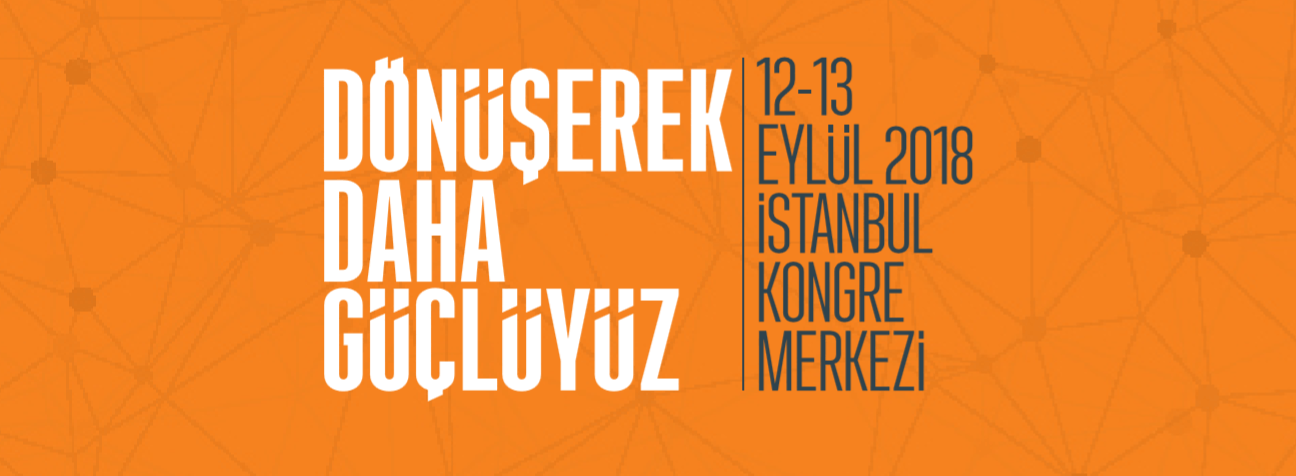 DÖNÜŞEREK
DAHA
GÜÇLÜYÜZ
12-13
EYLÜL 2018
İSTANBUL
KONGRE
MERKEZİ